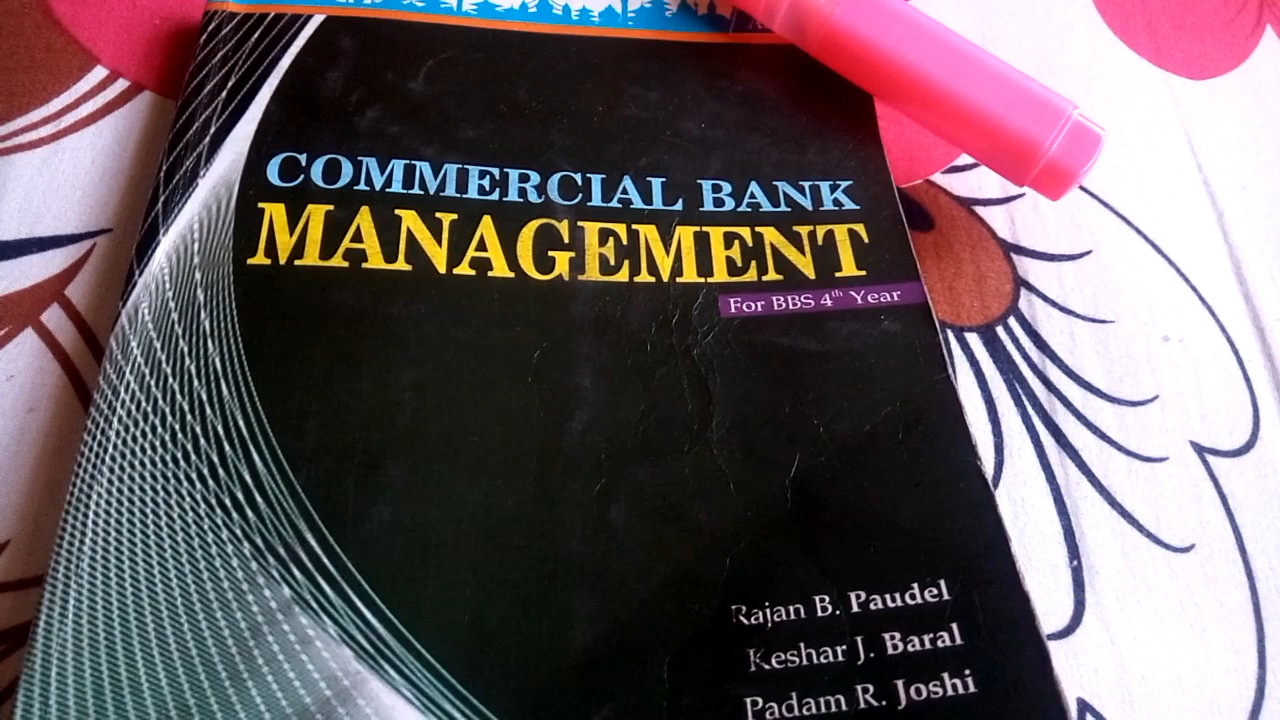 COMMERCIAL BANK
MANAGEMENT
For BBS 4th Year
Rajan B. Paudel
Keshar J. Baral
Padam R. Joshi